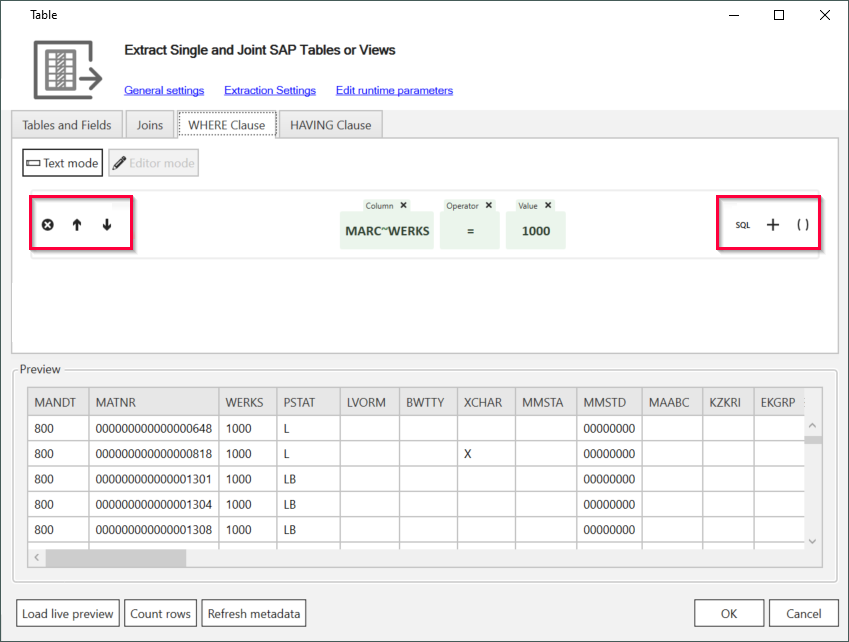 Table
Extract Single and Joint SAP Tables or Views
General settings Extraction Settings Edit runtime parameters
Tables and Fields Joins WHERE Clause HAVING Clause
Text mode Editor mode
Column Operator Value
MARC~WERKS = 1000 SQL + ( )
Preview
MANDT MATNR WERKS PSTAT LVORM BWTTY XCHAR MMSTA MMSTD MAABC KZKRI EKGRP
800 000000000000000648 1000 L 00000000
800 000000000000000818 1000 L X 00000000
800 000000000000001301 1000 LB 00000000
800 000000000000001304 1000 LB 00000000
800 000000000000001308 1000 LB 00000000
Load live preview Count rows Refresh metadata OK Cancel